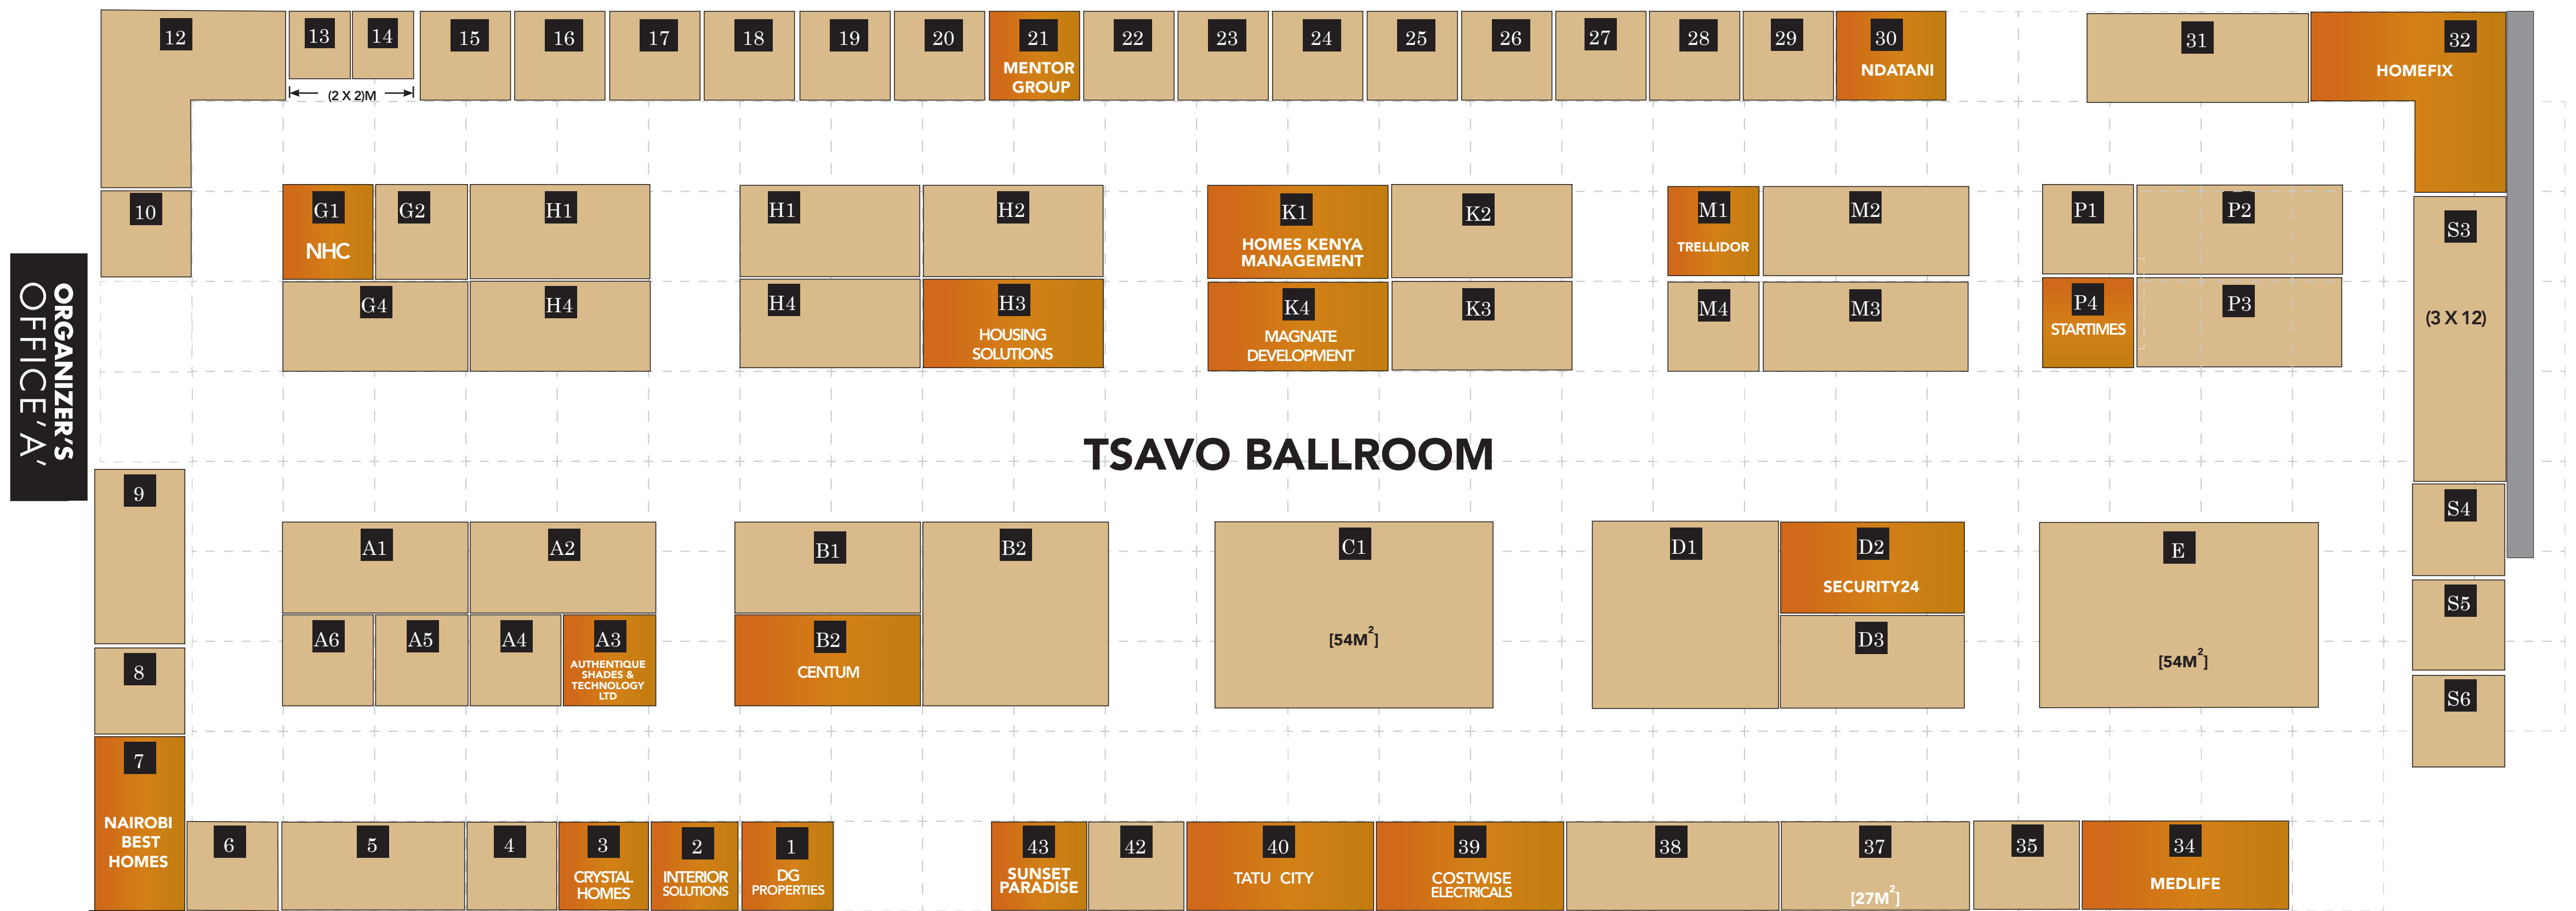 12
13
14
15
16
17
18
19
20
21
22
23
24
25
26
27
28
29
30
31
32
MENTOR
GROUP
NDATANI
HOMEFIX
(2 X 2)M
10
G1
G2
H1
H1
H2
K1
K2
M1
M2
P1
P2
S3
NHC
HOMES KENYA
MANAGEMENT
TRELLIDOR
G4
H4
H4
H3
K4
K3
M4
M3
P4
P3
HOUSING
SOLUTIONS
MAGNATE
DEVELOPMENT
STARTIMES
(3 X 12)
ORGANIZER'S
OFFICE'A'
TSAVO BALLROOM
9
A1
A2
B1
B2
C1
D1
D2
E
S4
SECURITY24
S5
A6
A5
A4
A3
B2
D3
AUTHENTIQUE
SHADES &
TECHNOLOGY
LTD
CENTUM
[54M²]
[54M²]
8
S6
7
NAIROBI
BEST
HOMES
6
5
4
3
2
1
43
42
40
39
38
37
35
34
CRYSTAL
HOMES
INTERIOR
SOLUTIONS
DG
PROPERTIES
SUNSET
PARADISE
TATU CITY
COSTWISE
ELECTRICALS
[27M²]
MEDLIFE